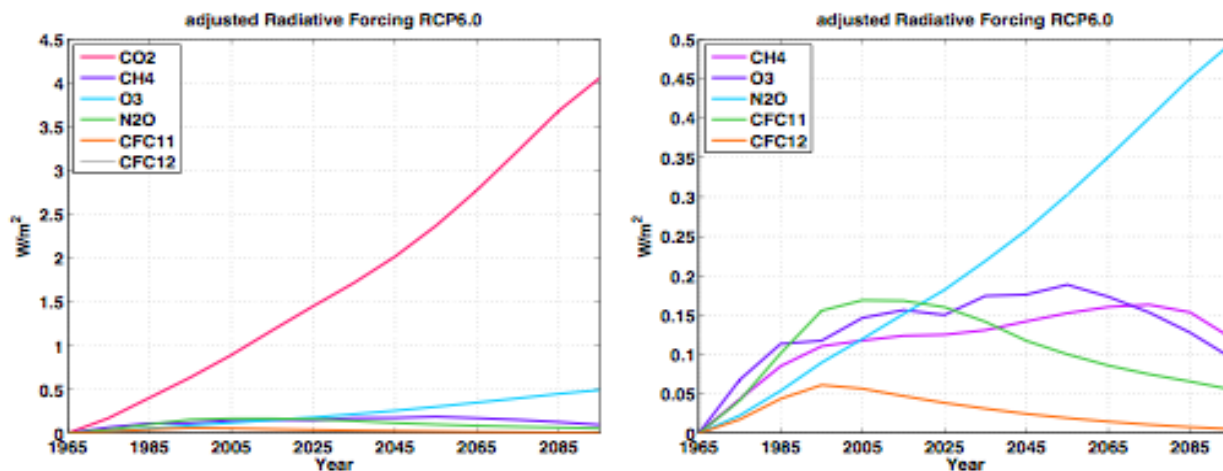 adjusted Radiative Forcing RCP6.0
4.5
4
3.5
3
2.5
2
1.5
1
0.5
0
W/m²
CO2
CH4
O3
N2O
CFC11
CFC12
1965 1985 2005 2025 2045 2065 2085
Year
adjusted Radiative Forcing RCP6.0
0.5
0.45
0.4
0.35
0.3
0.25
0.2
0.15
0.1
0.05
0
W/m²
CH4
O3
N2O
CFC11
CFC12
1965 1985 2005 2025 2045 2065 2085
Year